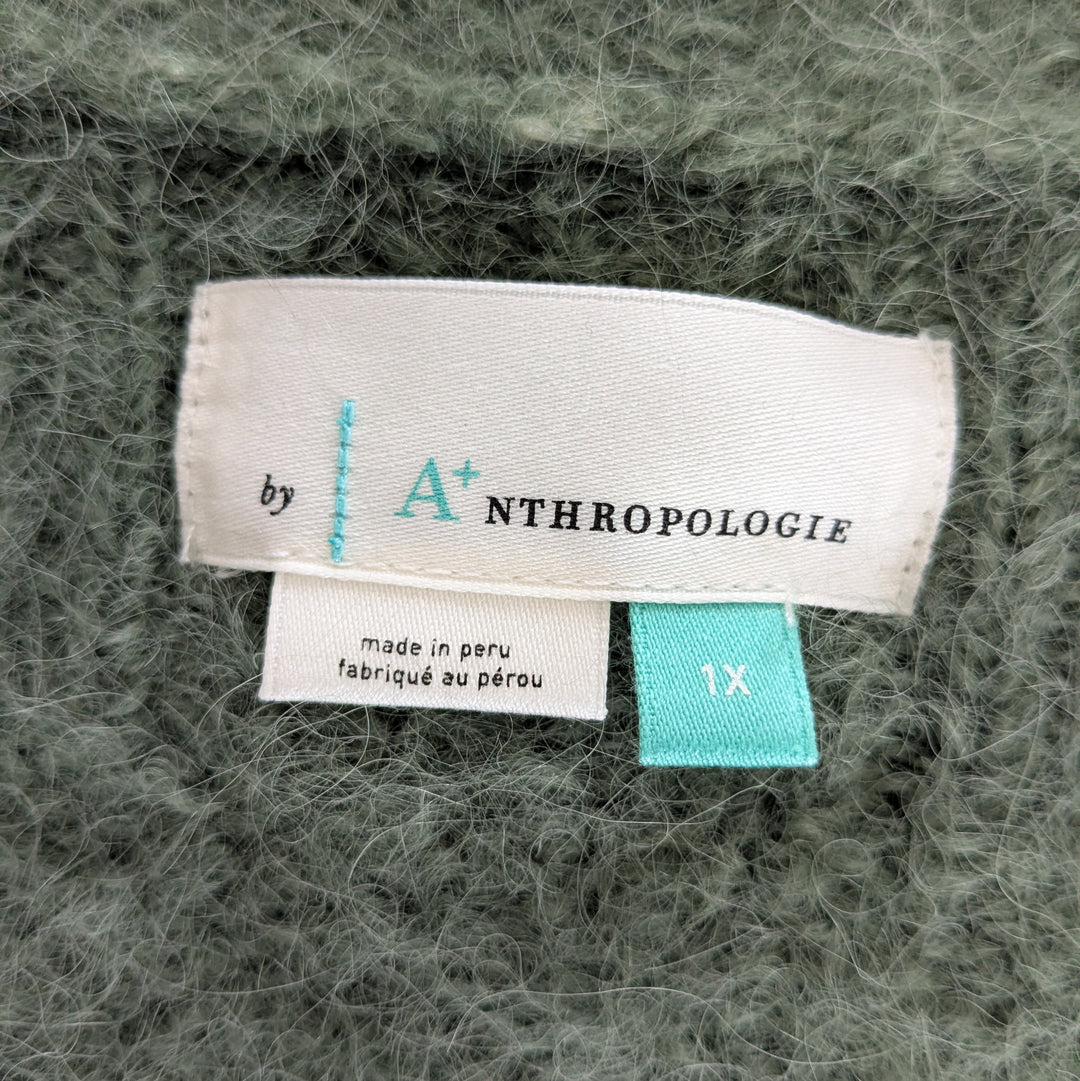 by A+NTHROPOLOGIE
made in peru
fabriqué au pérou
1X